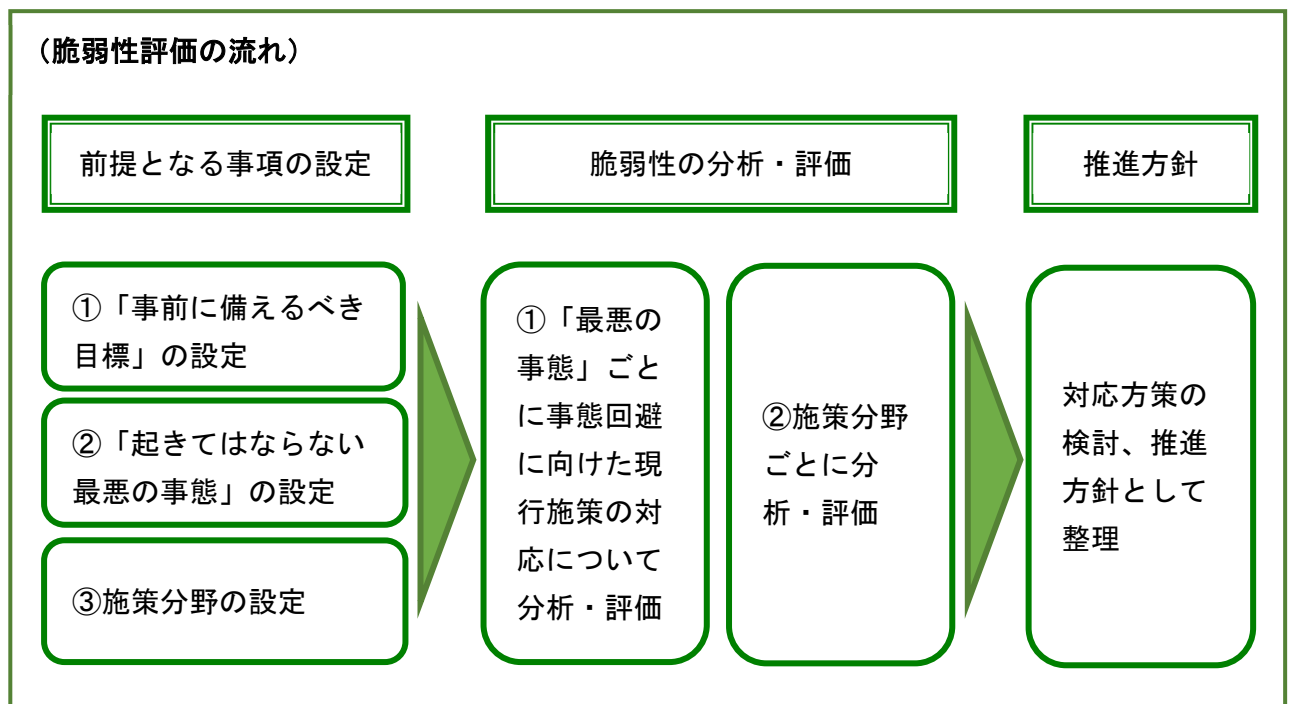 （脆弱性評価の流れ）
前提となる事項の設定
脆弱性の分析・評価
推進方針
①「事前に備えるべき
目標」の設定
②「起きてはならない
最悪の事態」の設定
③施策分野の設定
①「最悪の
事態」ごと
に事態回避
に向けた現
行施策の対
応について
分析・評価
②施策分野
ごとに分
析・評価
対応方策の
検討、推進
方針として
整理